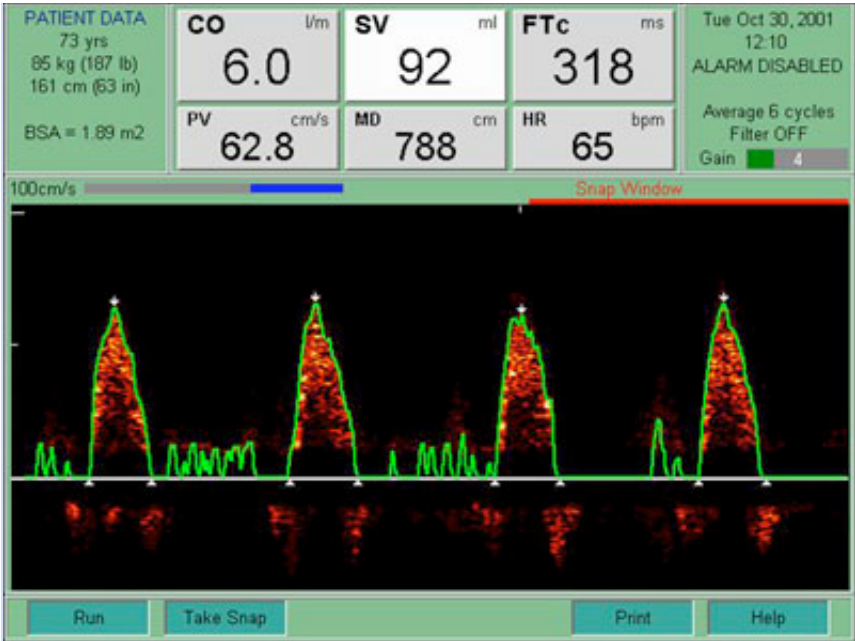 PATIENT DATA
73 yrs
85 kg (187 lb)
161 cm (63 in)
BSA = 1.89 m2
CO l/m
6.0
SV ml
92
FTc ms
318
PV cm/s
62.8
MD cm
788
HR bpm
65
Tue Oct 30, 2001
12:10
ALARM DISABLED
Average 6 cycles
Filter OFF
Gain 4
100cm/s
Snap Window
Run
Take Snap
Print
Help